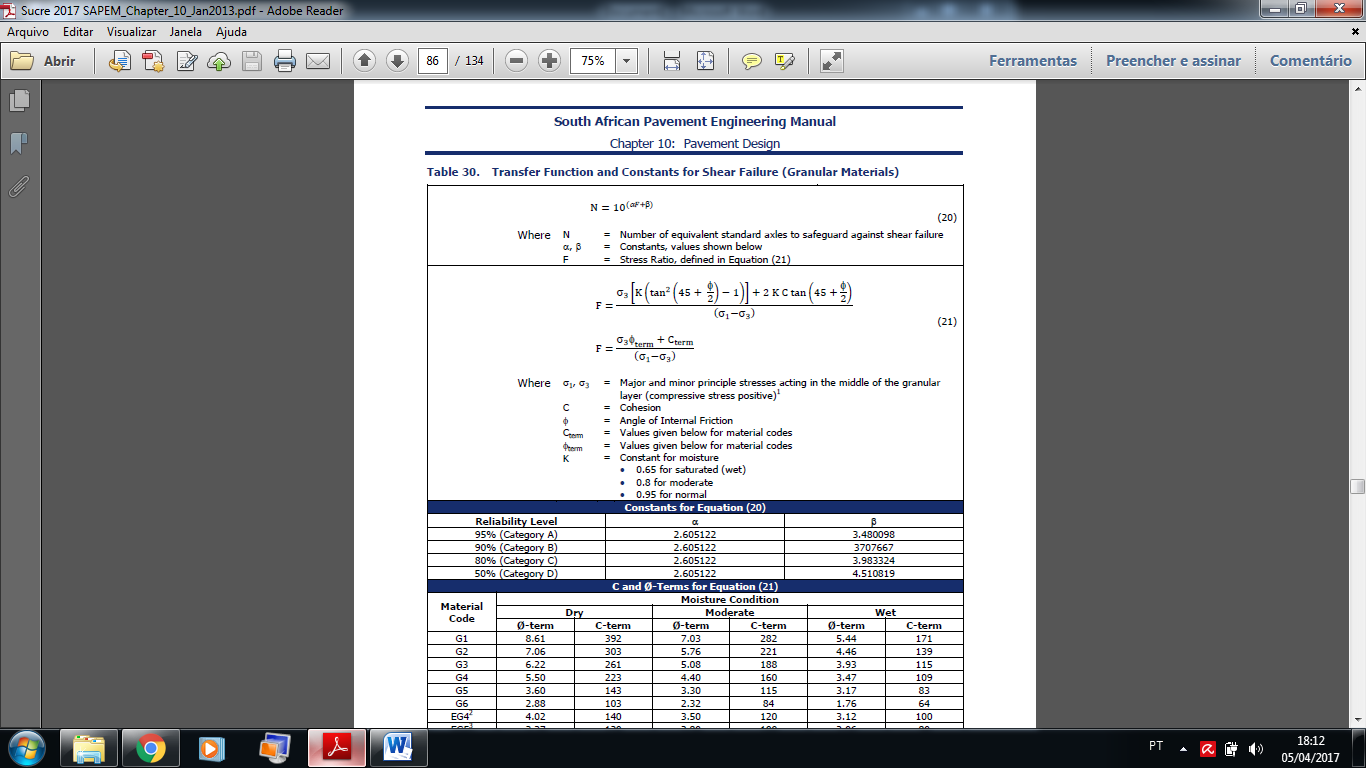 Sucre 2017 SAPEM_Chapter_10_Jan2013.pdf - Adobe Reader
Arquivo Editar Visualizar Janela Ajuda
Abrir 86 / 134 75% Ferramentas Preencher e assinar Comentário
South African Pavement Engineering Manual
Chapter 10: Pavement Design
Table 30. Transfer Function and Constants for Shear Failure (Granular Materials)
N = 10^(αF+β)
(20)
Where N = Number of equivalent standard axles to safeguard against shear failure
α, β = Constants, values shown below
F = Stress Ratio, defined in Equation (21)
F = σ₃[K(tan²(45 + ϕ/2) − 1)] + 2 K C tan(45 + ϕ/2) / (σ₁−σ₃)
(21)
F = σ₃ϕterm + Cterm / (σ₁−σ₃)
Where σ₁, σ₃ = Major and minor principle stresses acting in the middle of the granular
layer (compressive stress positive)¹
C = Cohesion
ϕ = Angle of Internal Friction
Cterm = Values given below for material codes
ϕterm = Values given below for material codes
K = Constant for moisture
• 0.65 for saturated (wet)
• 0.8 for moderate
• 0.95 for normal
Constants for Equation (20)
Reliability Level α β
95% (Category A) 2.605122 3.480098
90% (Category B) 2.605122 3707667
80% (Category C) 2.605122 3.983324
50% (Category D) 2.605122 4.510819
C and Ø-Terms for Equation (21)
Material Code Moisture Condition
Dry Moderate Wet
Ø-term C-term Ø-term C-term Ø-term C-term
G1 8.61 392 7.03 282 5.44 171
G2 7.06 303 5.76 221 4.46 139
G3 6.22 261 5.08 188 3.93 115
G4 5.50 223 4.40 160 3.47 109
G5 3.60 143 3.30 115 3.17 83
G6 2.88 103 2.32 84 1.76 64
EG4² 4.02 140 3.50 120 3.12 100
PT 18:12
05/04/2017